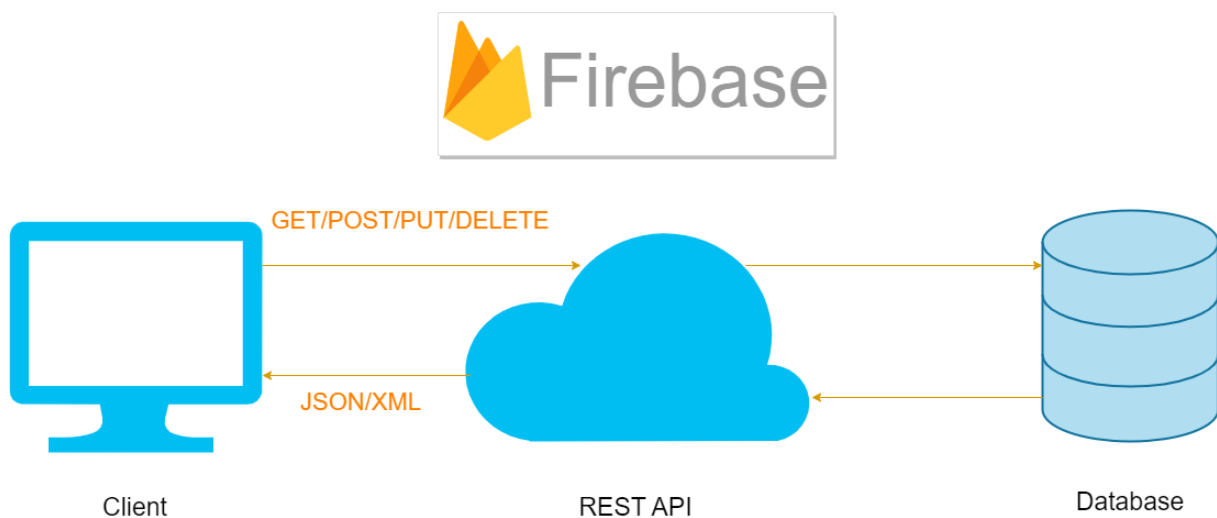 Firebase
GET/POST/PUT/DELETE
JSON/XML
Client
REST API
Database